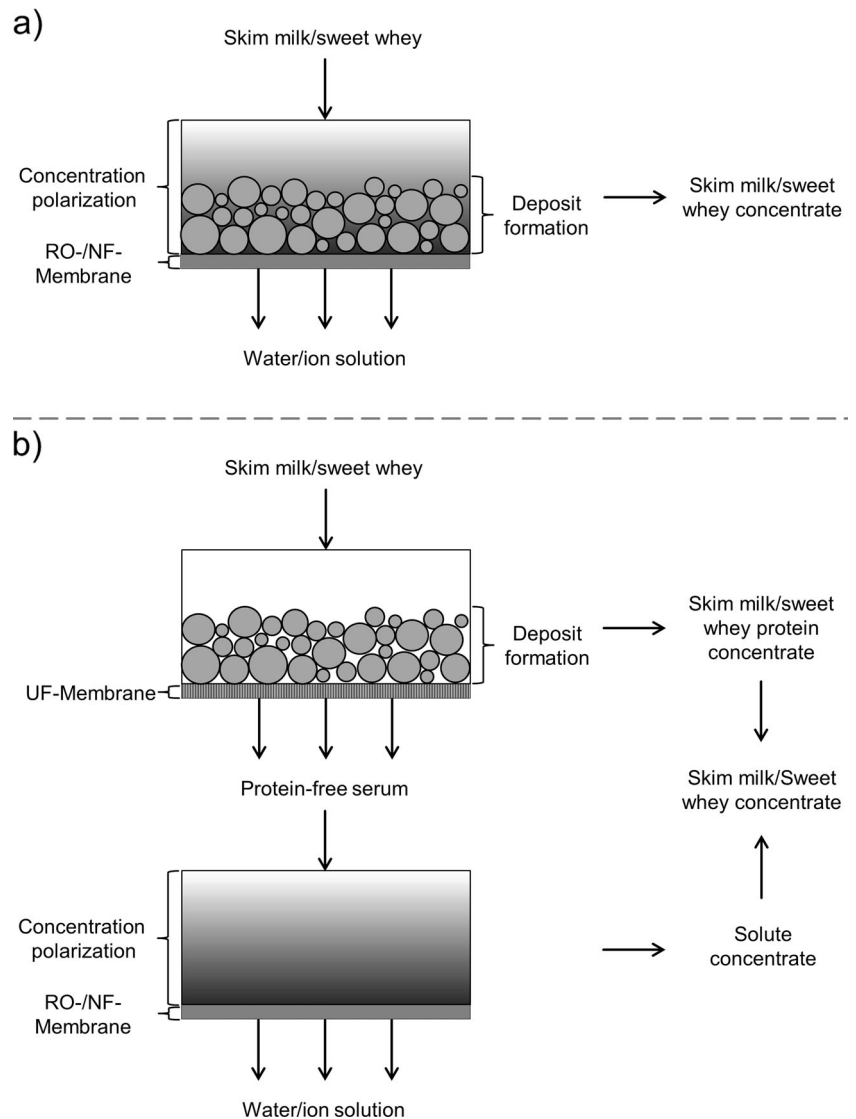 a)
Skim milk/sweet whey
Concentration
polarization
RO-/NF-
Membrane
Deposit
formation
Skim milk/sweet
whey concentrate
Water/ion solution
b)
Skim milk/sweet whey
UF-Membrane
Deposit
formation
Skim milk/sweet
whey protein
concentrate
Protein-free serum
Skim milk/Sweet
whey concentrate
Concentration
polarization
RO-/NF-
Membrane
Solute
concentrate
Water/ion solution